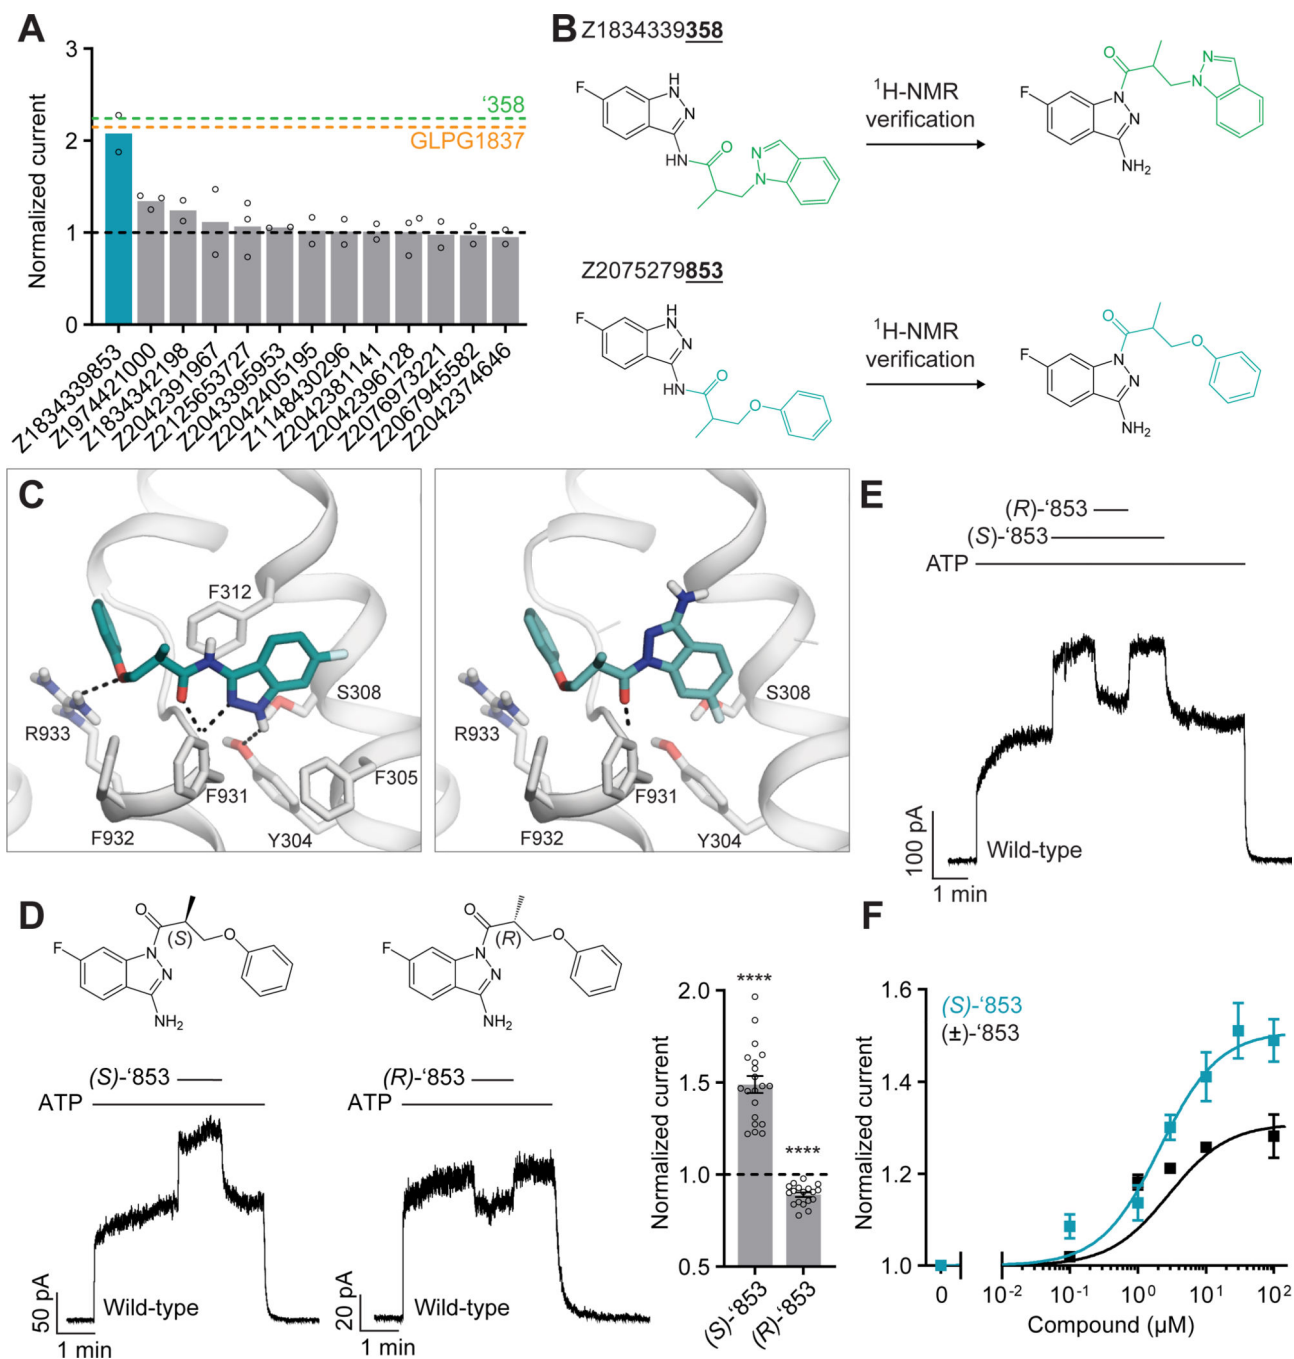 A
3
2
1
0
Normalized current
'358
GLPG1837
Z1834339853
Z1974421000
Z1834342198
Z2042391967
Z2125653727
Z2043395953
Z2042405195
Z1148430296
Z2042381141
Z2042396128
Z2076973221
Z2067945582
Z2042374646
B
Z1834339358
F
H
N
N
HN
O
N
N
¹H-NMR
verification
O
N
N
F
N
N
NH₂
Z2075279853
F
H
N
N
HN
O
O
¹H-NMR
verification
O
O
F
N
N
NH₂
C
F312
S308
R933
F305
F931
F932
Y304
S308
R933
F931
F932
Y304
E
(R)-'853
(S)-'853
ATP
100 pA
Wild-type
1 min
D
O
(S)
O
F
N
N
NH₂
O
(R)
O
F
N
N
NH₂
(S)-'853
ATP
50 pA
Wild-type
1 min
(R)-'853
ATP
20 pA
Wild-type
1 min
Normalized current
2.0
1.5
1.0
0.5
****
****
(S)-'853
(R)-'853
F
1.6
1.4
1.2
1.0
Normalized current
(S)-'853
(±)-'853
0
10⁻²
10⁻¹
10⁰
10¹
10²
Compound (µM)